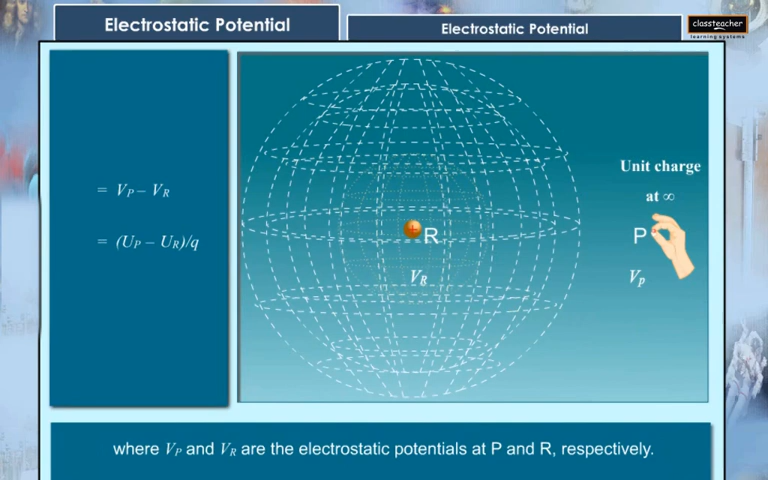 Electrostatic Potential
Electrostatic Potential
classteacher
learning systems
= VP – VR
= (UP – UR)/q
Unit charge
at ∞
R
P
VR
Vp
where VP and VR are the electrostatic potentials at P and R, respectively.